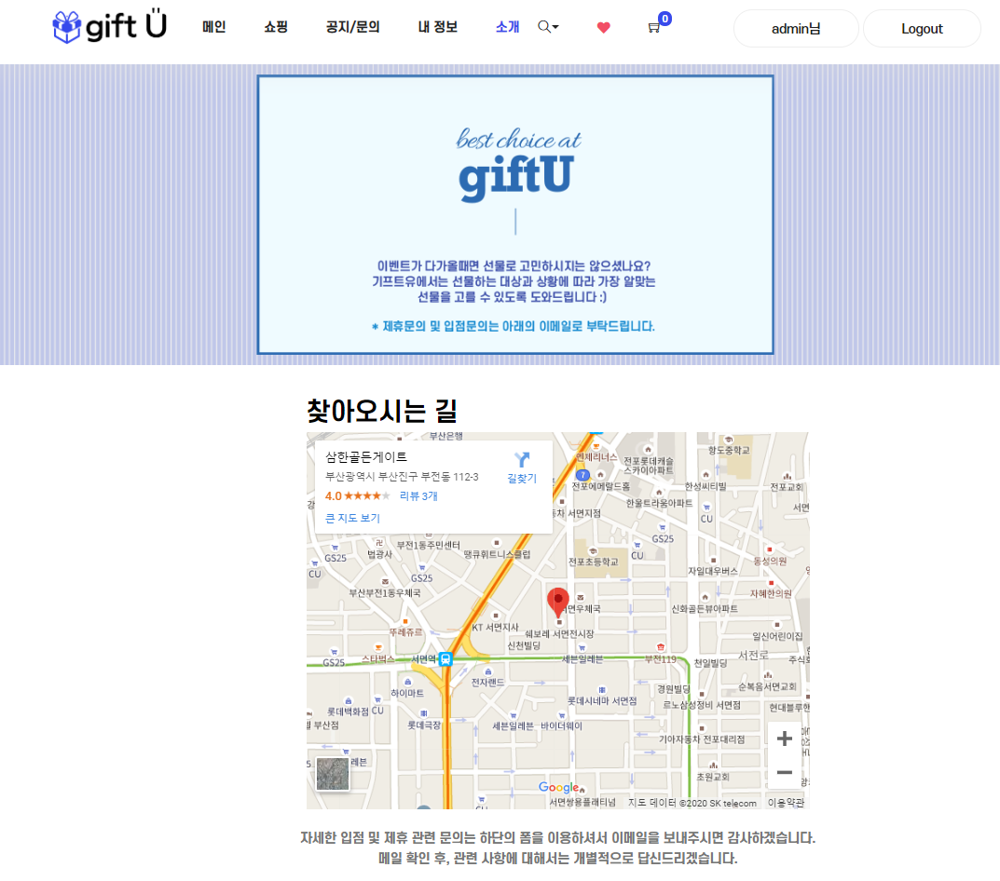 gift Ü
메인
쇼핑
공지/문의
내 정보
소개
0
admin님
Logout
best choice at
giftU
이벤트가 다가올때면 선물로 고민하시지는 않으셨나요?
기프트유에서는 선물하는 대상과 상황에 따라 가장 알맞는
선물을 고를 수 있도록 도와드립니다 :)
* 제휴문의 및 입점문의는 아래의 이메일로 부탁드립니다.
찾아오시는 길
부산은행
삼한골든게이트
부산광역시 부산진구 부전동 112-3
4.0
리뷰 3개
큰 지도 보기
길찾기
엔제리너스
전포롯데캐슬
스카이아파트
항도중학교
7
전포에메랄드홈
한성씨티빌
전포교회
한울트라움아파트
서면지점
CU
GS25
법광사
부전1동주민센터
땡큐휘트니스클럽
GS25
CU
GS25
CU
전포초등학교
동성의원
자일대우버스
부산부전1동우체국
자혜한의원
서면우체국
신화골든뷰아파트
KT 서면지사
뚜레쥬르
쉐보레 서면전시장
신천빌딩
일신어린이집
GS25
스타벅스
서면역
세븐일레븐
부전119
천일빌딩
서전로
전자랜드
하이마트
경원빌딩
순복음서면교회
롯데시네마 서면점
르노삼성정비 서면점
롯데백화점
부산점
CU
롯데극장
세븐일레븐
바이더웨이
기아자동차 전포대리점
초원교회
Google
서면쌍용플래티넘
지도 데이터 ©2020 SK telecom
이용약관
자세한 입점 및 제휴 관련 문의는 하단의 폼을 이용하셔서 이메일을 보내주시면 감사하겠습니다.
메일 확인 후, 관련 사항에 대해서는 개별적으로 답신드리겠습니다.